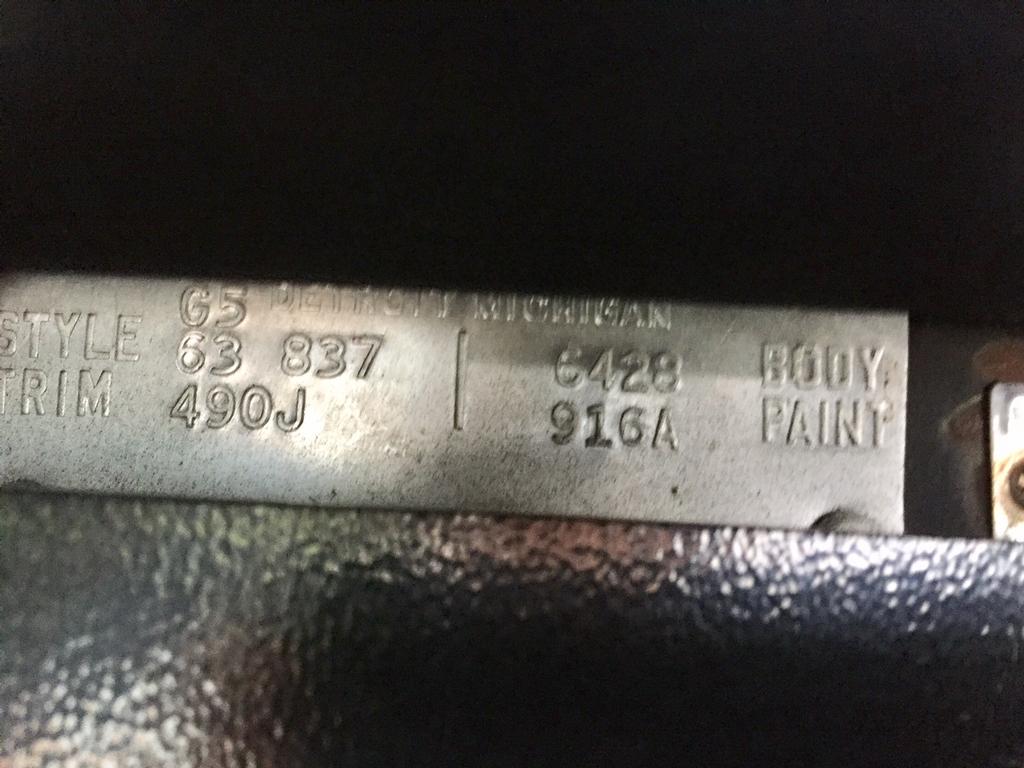 G5 DETROIT MICHIGAN
STYLE 63 837 | 6428 BODY
TRIM 490J | 916A PAINT